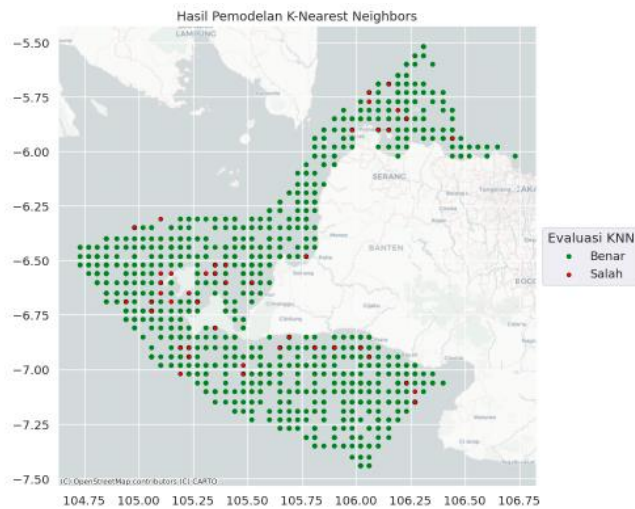 Hasil Pemodelan K-Nearest Neighbors
−5.50
−5.75
−6.00
−6.25
−6.50
−6.75
−7.00
−7.25
−7.50
LAMPUNG
SERANG
BANTEN
Evaluasi KNN
Benar
Salah
(C) OpenStreetMap contributors (C) CARTO
104.75 105.00 105.25 105.50 105.75 106.00 106.25 106.50 106.75